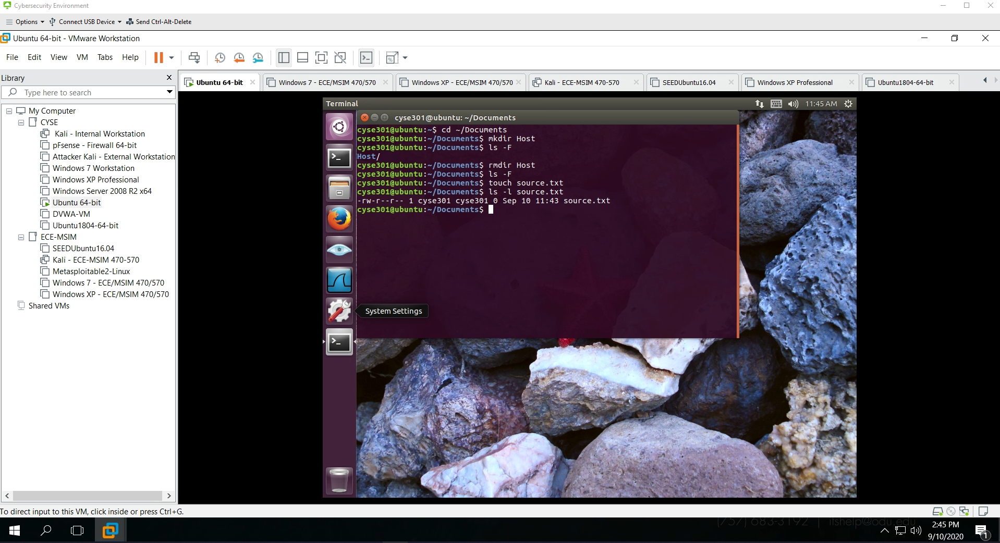 Cybersecurity Environment
Options Connect USB Device Send Ctrl-Alt-Delete
Ubuntu 64-bit - VMware Workstation
File Edit View VM Tabs Help
Library
Type here to search
My Computer
CYSE
Kali - Internal Workstation
pFsense - Firewall 64-bit
Attacker Kali - External Workstation
Windows 7 Workstation
Windows XP Professional
Windows Server 2008 R2 x64
Ubuntu 64-bit
DVWA-VM
Ubuntu1804-64-bit
ECE-MSIM
SEEDUbuntu16.04
Kali - ECE-MSIM 470-570
Metasploitable2-Linux
Windows 7 - ECE/MSIM 470/570
Windows XP - ECE/MSIM 470/570
Shared VMs
Ubuntu 64-bit Windows 7 - ECE/MSIM 470/570 Windows XP - ECE/MSIM 470/570 Kali - ECE-MSIM 470-570 SEEDUbuntu16.04 Windows XP Professional Ubuntu1804-64-bit
Terminal 11:45 AM
cyse301@ubuntu: ~/Documents
cyse301@ubuntu:~$ cd ~/Documents
cyse301@ubuntu:~/Documents$ mkdir Host
cyse301@ubuntu:~/Documents$ ls -F
Host/
cyse301@ubuntu:~/Documents$ rmdir Host
cyse301@ubuntu:~/Documents$ ls -F
cyse301@ubuntu:~/Documents$ touch source.txt
cyse301@ubuntu:~/Documents$ ls -l source.txt
-rw-r--r-- 1 cyse301 cyse301 0 Sep 10 11:43 source.txt
cyse301@ubuntu:~/Documents$
System Settings
To direct input to this VM, click inside or press Ctrl+G.
(757) 683-3192 | itshelp@odu.edu
2:45 PM
9/10/2020
1